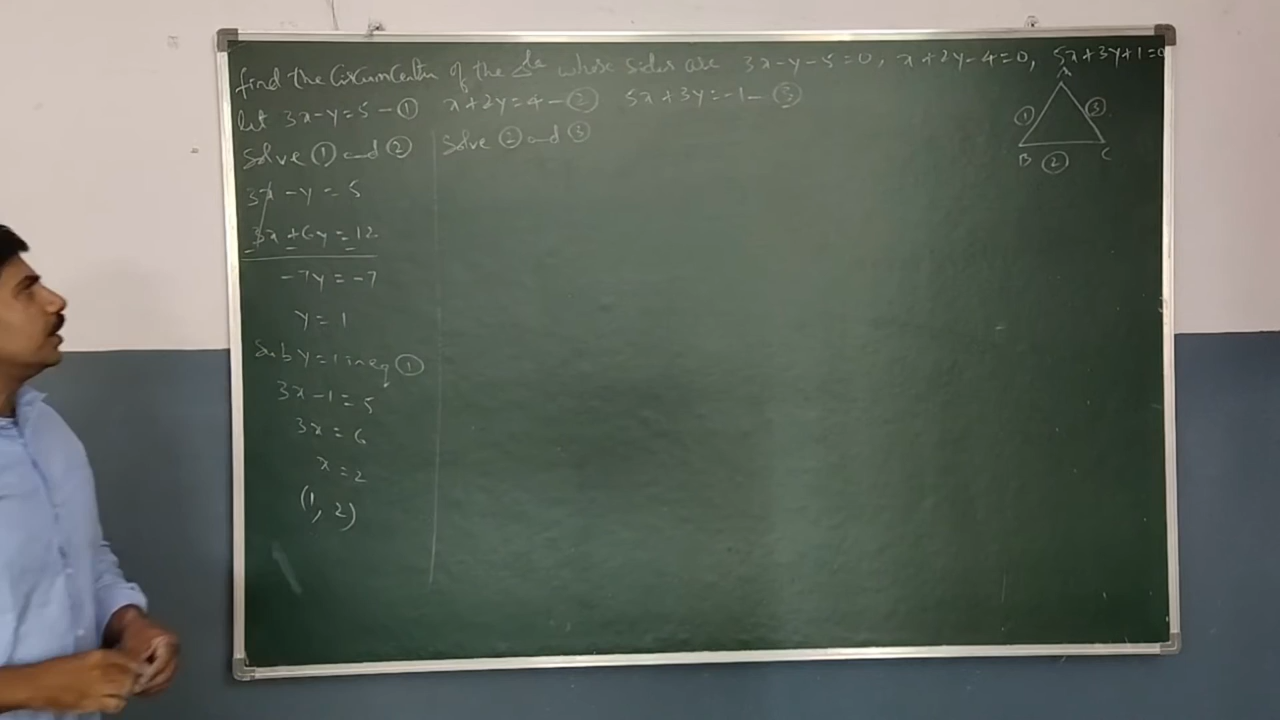 find the Circumcentre of the Δle whose sides are 3x-y-5=0, x+2y-4=0, 5x+3y+1=0
let 3x-y=5-① x+2y=4-② 5x+3y=-1-③
Solve ① and ②
3x-y=5
3x+6y=12
- - -
-7y=-7
y=1
Sub y=1 in eq ①
3x-1=5
3x=6
x=2
(1, 2)
Solve ② and ③
A
① ③
B ② C